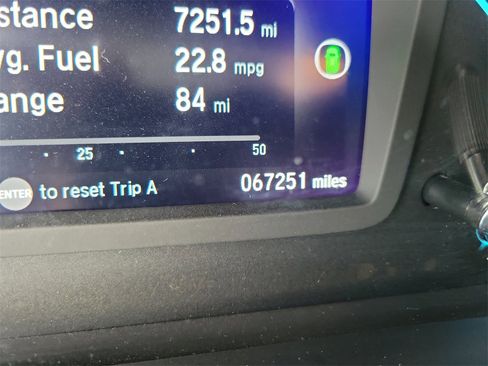 istance 7251.5 mi
vg. Fuel 22.8 mpg
ange 84 mi
25 50
ENTER to reset Trip A 067251 miles